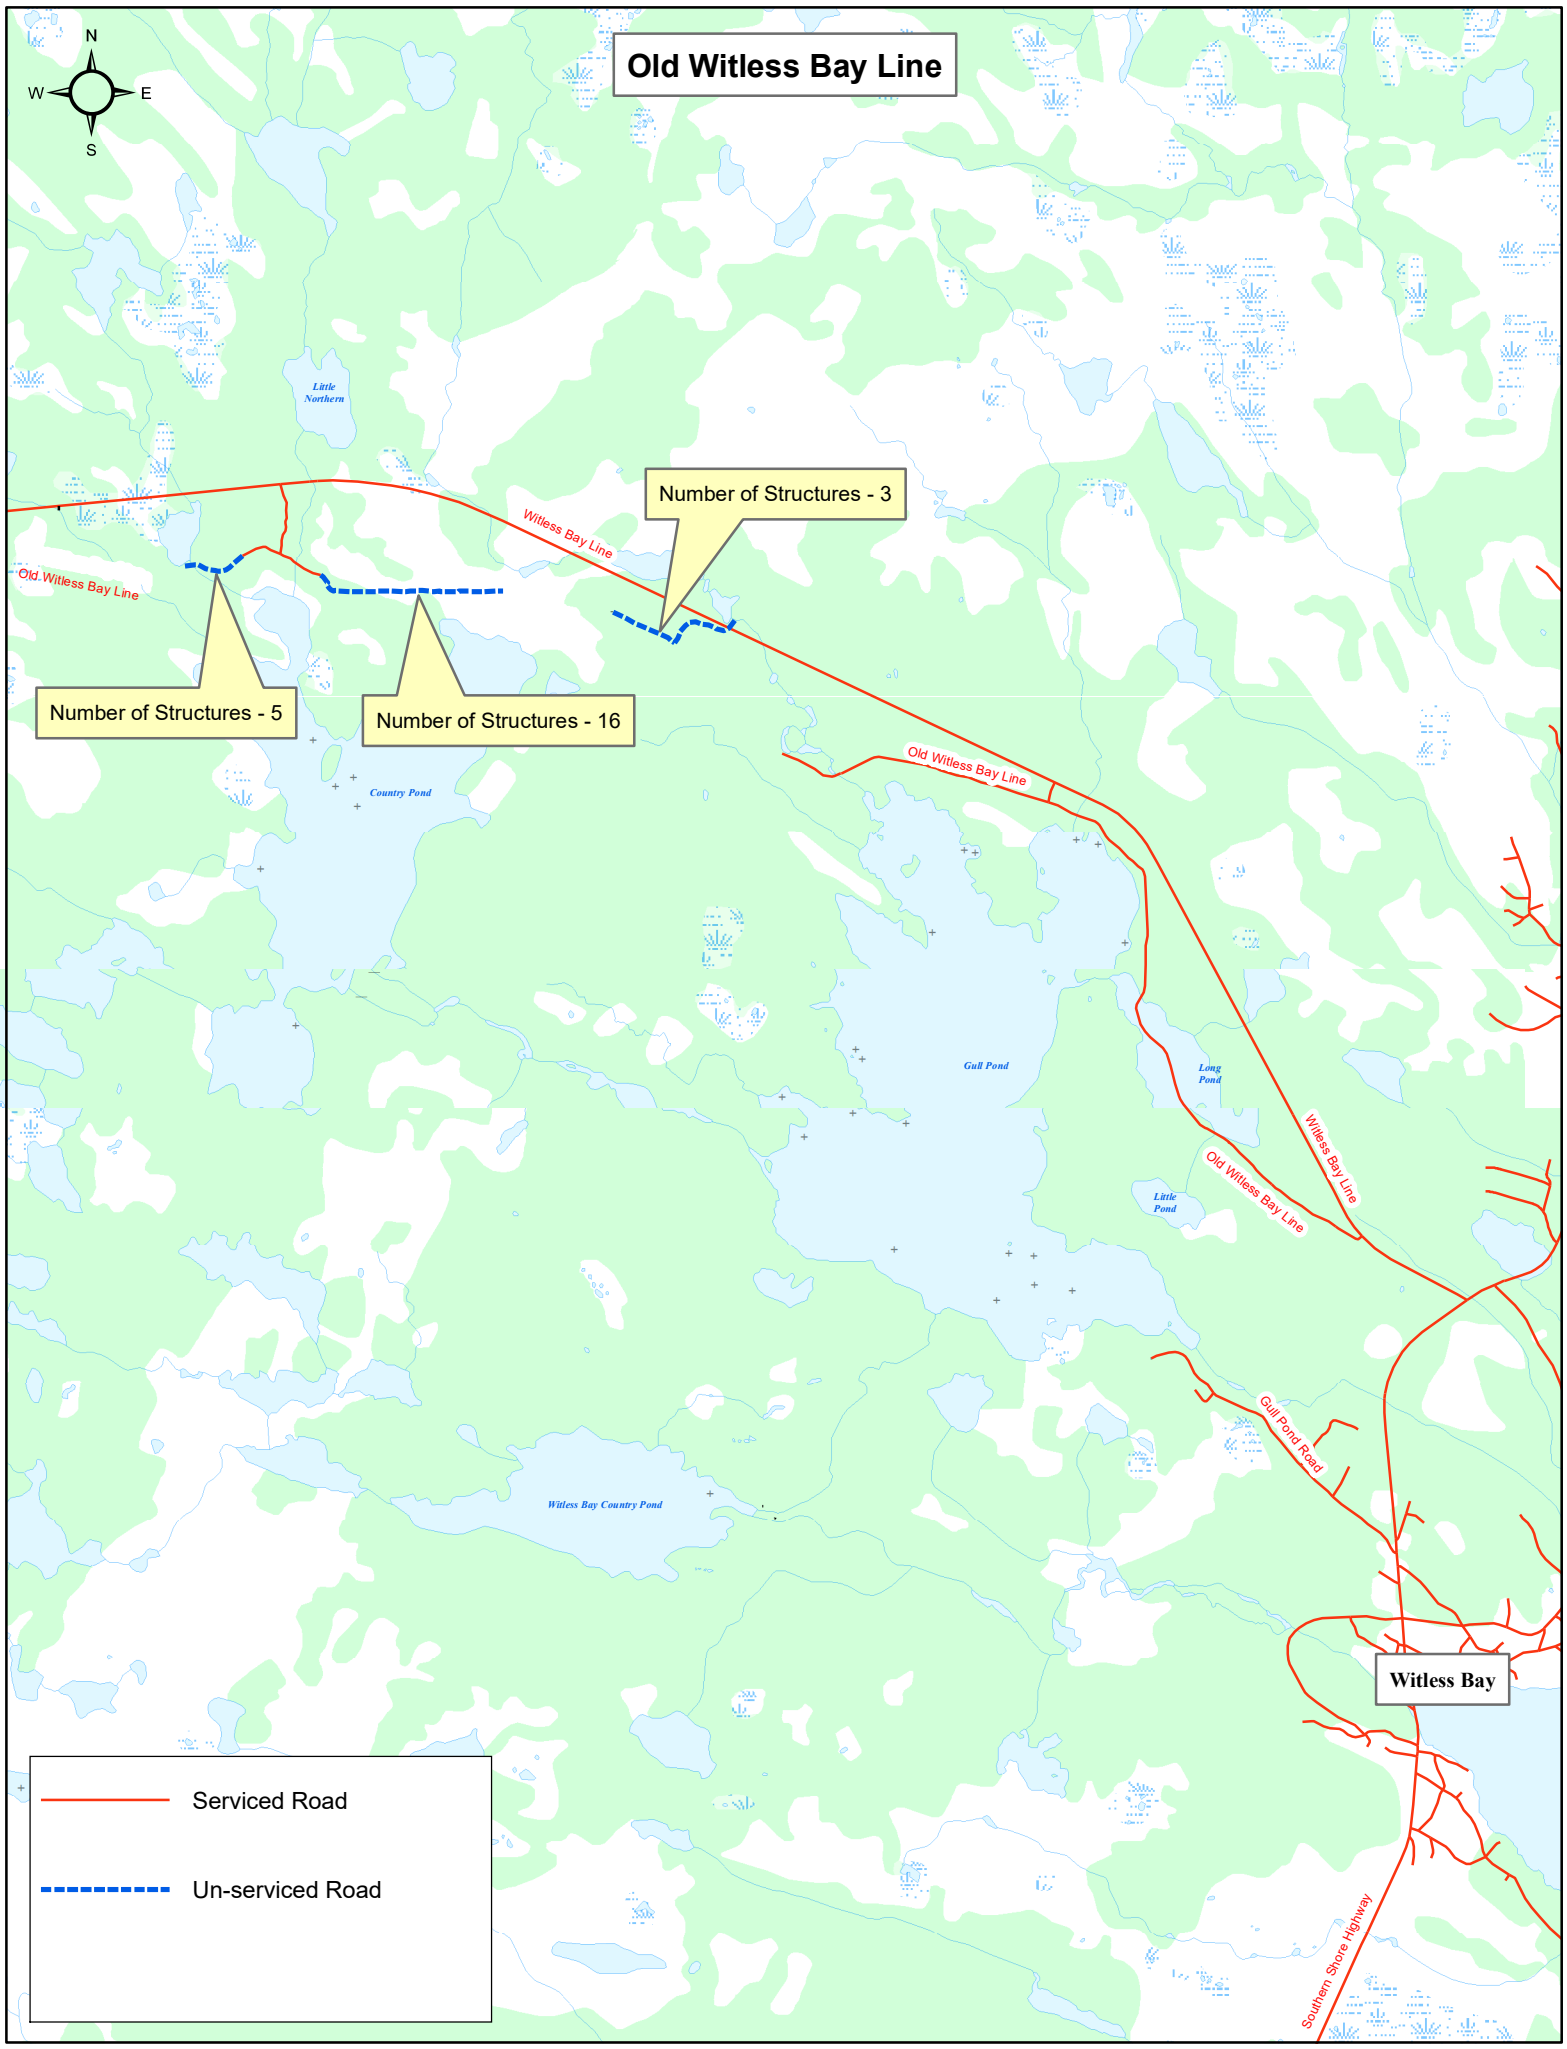 Old Witless Bay Line
N
W
E
S
Little
Northern
Number of Structures - 3
Witless Bay Line
Old Witless Bay Line
Number of Structures - 5
Number of Structures - 16
Old Witless Bay Line
Country Pond
Gull Pond
Long
Pond
Witless Bay Line
Old Witless Bay Line
Little
Pond
Gull Pond Road
Witless Bay Country Pond
Witless Bay
Serviced Road
Un-serviced Road
Southern Shore Highway